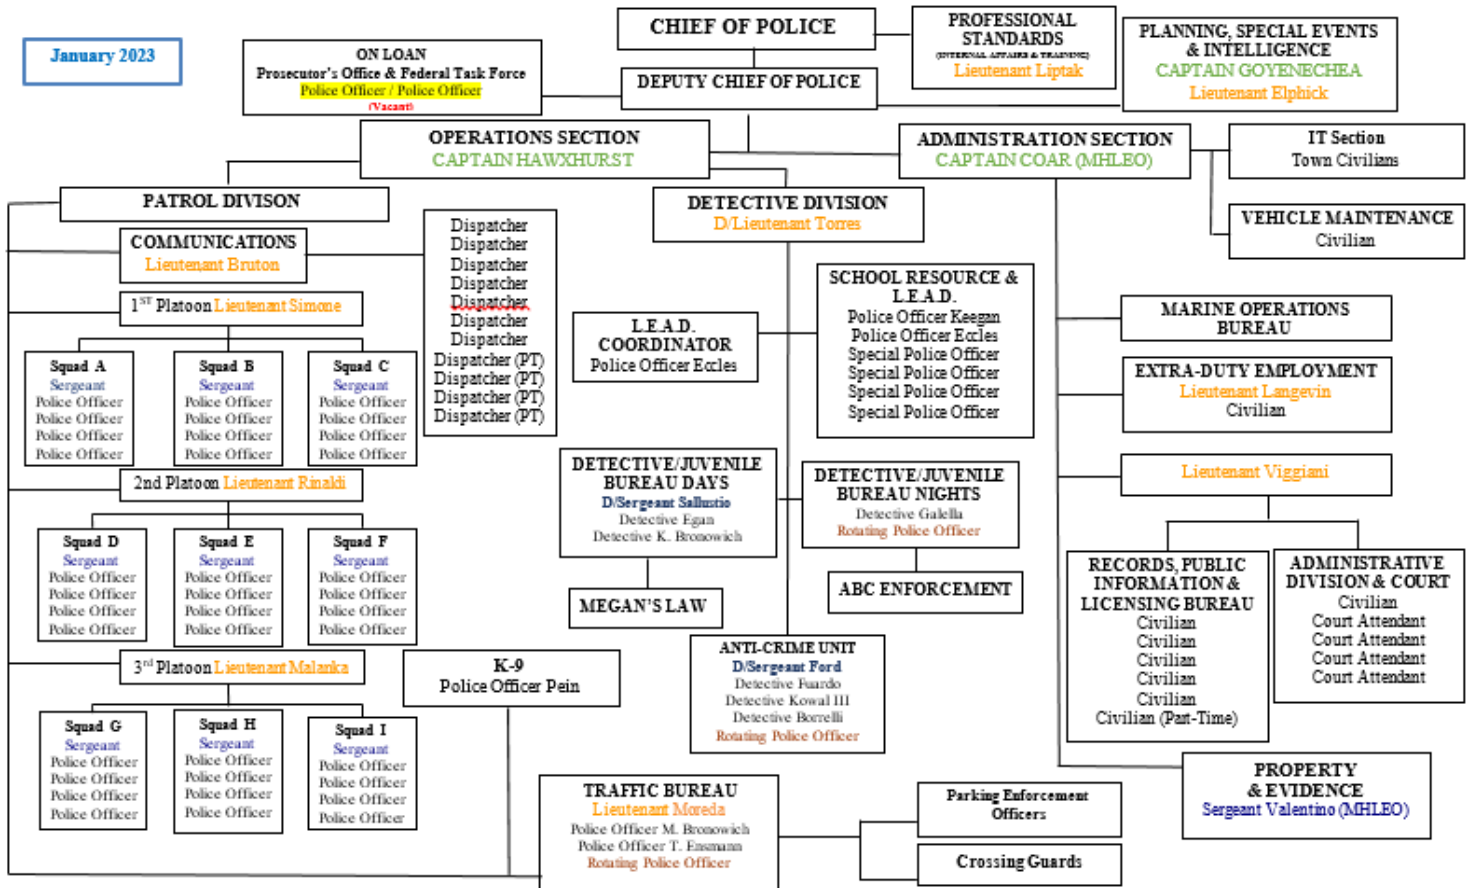 January 2023
ON LOAN
Prosecutor's Office & Federal Task Force
Police Officer / Police Officer
(Vacant)
CHIEF OF POLICE
DEPUTY CHIEF OF POLICE
PROFESSIONAL
STANDARDS
(INTERNAL AFFAIRS & TRAINING)
Lieutenant Liptak
PLANNING, SPECIAL EVENTS
& INTELLIGENCE
CAPTAIN GOYENECHEA
Lieutenant Elphick
OPERATIONS SECTION
CAPTAIN HAWXHURST
ADMINISTRATION SECTION
CAPTAIN COAR (MHLEO)
IT Section
Town Civilians
VEHICLE MAINTENANCE
Civilian
PATROL DIVISON
COMMUNICATIONS
Lieutenant Bruton
Dispatcher
Dispatcher
Dispatcher
Dispatcher
Dispatcher
Dispatcher
Dispatcher
Dispatcher (PT)
Dispatcher (PT)
Dispatcher (PT)
Dispatcher (PT)
1ST Platoon Lieutenant Simone
Squad A
Sergeant
Police Officer
Police Officer
Police Officer
Police Officer
Squad B
Sergeant
Police Officer
Police Officer
Police Officer
Police Officer
Squad C
Sergeant
Police Officer
Police Officer
Police Officer
Police Officer
2nd Platoon Lieutenant Rinaldi
Squad D
Sergeant
Police Officer
Police Officer
Police Officer
Police Officer
Squad E
Sergeant
Police Officer
Police Officer
Police Officer
Police Officer
Squad F
Sergeant
Police Officer
Police Officer
Police Officer
Police Officer
3rd Platoon Lieutenant Malanka
Squad G
Sergeant
Police Officer
Police Officer
Police Officer
Police Officer
Squad H
Sergeant
Police Officer
Police Officer
Police Officer
Police Officer
Squad I
Sergeant
Police Officer
Police Officer
Police Officer
Police Officer
K-9
Police Officer Pein
DETECTIVE DIVISION
D/Lieutenant Torres
L.E.A.D.
COORDINATOR
Police Officer Eccles
SCHOOL RESOURCE &
L.E.A.D.
Police Officer Keegan
Police Officer Eccles
Special Police Officer
Special Police Officer
Special Police Officer
Special Police Officer
DETECTIVE/JUVENILE
BUREAU DAYS
D/Sergeant Sallustio
Detective Egan
Detective K. Bronowich
MEGAN'S LAW
DETECTIVE/JUVENILE
BUREAU NIGHTS
Detective Galella
Rotating Police Officer
ABC ENFORCEMENT
ANTI-CRIME UNIT
D/Sergeant Ford
Detective Fuardo
Detective Kowal III
Detective Borrelli
Rotating Police Officer
TRAFFIC BUREAU
Lieutenant Moreda
Police Officer M. Bronowich
Police Officer T. Ensmann
Rotating Police Officer
Parking Enforcement
Officers
Crossing Guards
MARINE OPERATIONS
BUREAU
EXTRA-DUTY EMPLOYMENT
Lieutenant Langevin
Civilian
Lieutenant Viggiani
RECORDS, PUBLIC
INFORMATION &
LICENSING BUREAU
Civilian
Civilian
Civilian
Civilian
Civilian
Civilian (Part-Time)
ADMINISTRATIVE
DIVISION & COURT
Civilian
Court Attendant
Court Attendant
Court Attendant
Court Attendant
PROPERTY
& EVIDENCE
Sergeant Valentino (MHLEO)